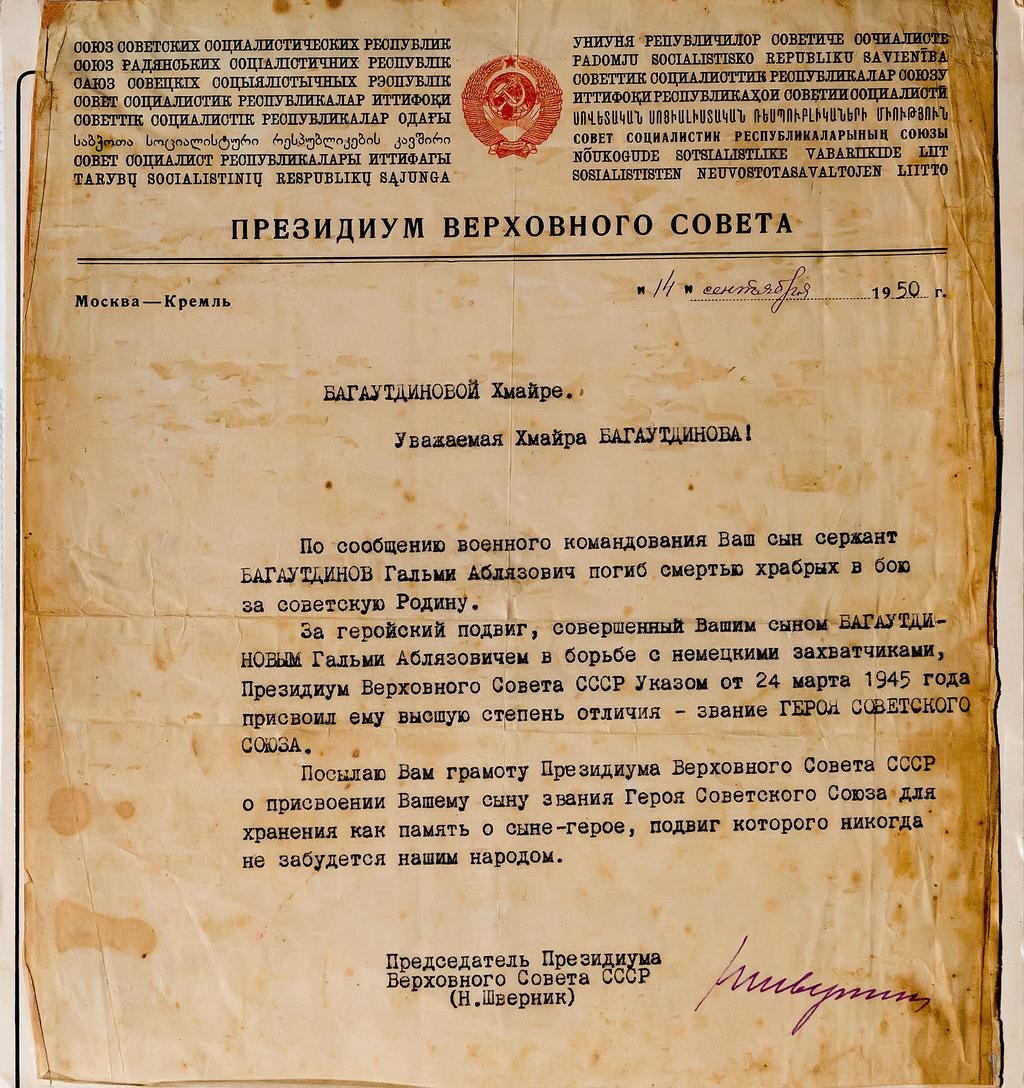 СОЮЗ СОВЕТСКИХ СОЦИАЛИСТИЧЕСКИХ РЕСПУБЛИК
СОЮЗ РАДЯНСЬКИХ СОЦІАЛІСТИЧНИХ РЕСПУБЛІК
САЮЗ СОВЕЦКІХ СОЦЫЯЛІСТЫЧНЫХ РЭСПУБЛІК
СОВЕТ СОЦИАЛИСТИК РЕСПУБЛИКАЛАР ИТТИФОҚИ
СОВЕТТІК СОЦИАЛИСТІК РЕСПУБЛИКАЛАР ОДАҒЫ
საბჭოთა სოციალისტური რესპუბლიკების კავშირი
СОВЕТ СОЦИАЛИСТ РЕСПУБЛИКАЛАРЫ ИТТИФАГЫ
TARYBŲ SOCIALISTINIŲ RESPUBLIKŲ SĄJUNGA
УНИУНЯ РЕПУБЛИЧИЛОР СОВЕТИЧЕ СОЧИАЛИСТЕ
PADOMJU SOCIALISTISKO REPUBLIKU SAVIENĪBA
СОВЕТТИК СОЦИАЛИСТТИК РЕСПУБЛИКАЛАР СОЮЗУ
ИТТИФОҚИ РЕСПУБЛИКАҲОИ СОВЕТИИ СОЦИАЛИСТӢ
ՍՈՎԵՏԱԿԱՆ ՍՈՑԻԱԼԻՍՏԱԿԱՆ ՌԵՍՊՈՒԲԼԻԿԱՆԵՐԻ ՄԻՈՒԹՅՈՒՆ
СОВЕТ СОЦИАЛИСТИК РЕСПУБЛИКАЛАРЫНЫҢ СОЮЗЫ
NÕUKOGUDE SOTSIALISTLIKE VABARIIKIDE LIIT
SOSIALISTISTEN NEUVOSTOTASAVALTOJEN LIITTO
ПРЕЗИДИУМ ВЕРХОВНОГО СОВЕТА
Москва—Кремль
"14" сентября 1950 г.
БАГАУТДИНОВОЙ Хмайре.
Уважаемая Хмайра БАГАУТДИНОВА!
По сообщению военного командования Ваш сын сержант
БАГАУТДИНОВ Гальми Аблязович погиб смертью храбрых в бою
за советскую Родину.
За геройский подвиг, совершенный Вашим сыном БАГАУТДИ-
НОВЫМ Гальми Аблязовичем в борьбе с немецкими захватчиками,
Президиум Верховного Совета СССР Указом от 24 марта 1945 года
присвоил ему высшую степень отличия - звание ГЕРОЯ СОВЕТСКОГО
СОЮЗА.
Посылаю Вам грамоту Президиума Верховного Совета СССР
о присвоении Вашему сыну звания Героя Советского Союза для
хранения как память о сыне-герое, подвиг которого никогда
не забудется нашим народом.
Председатель Президиума
Верховного Совета СССР
(Н.Шверник)